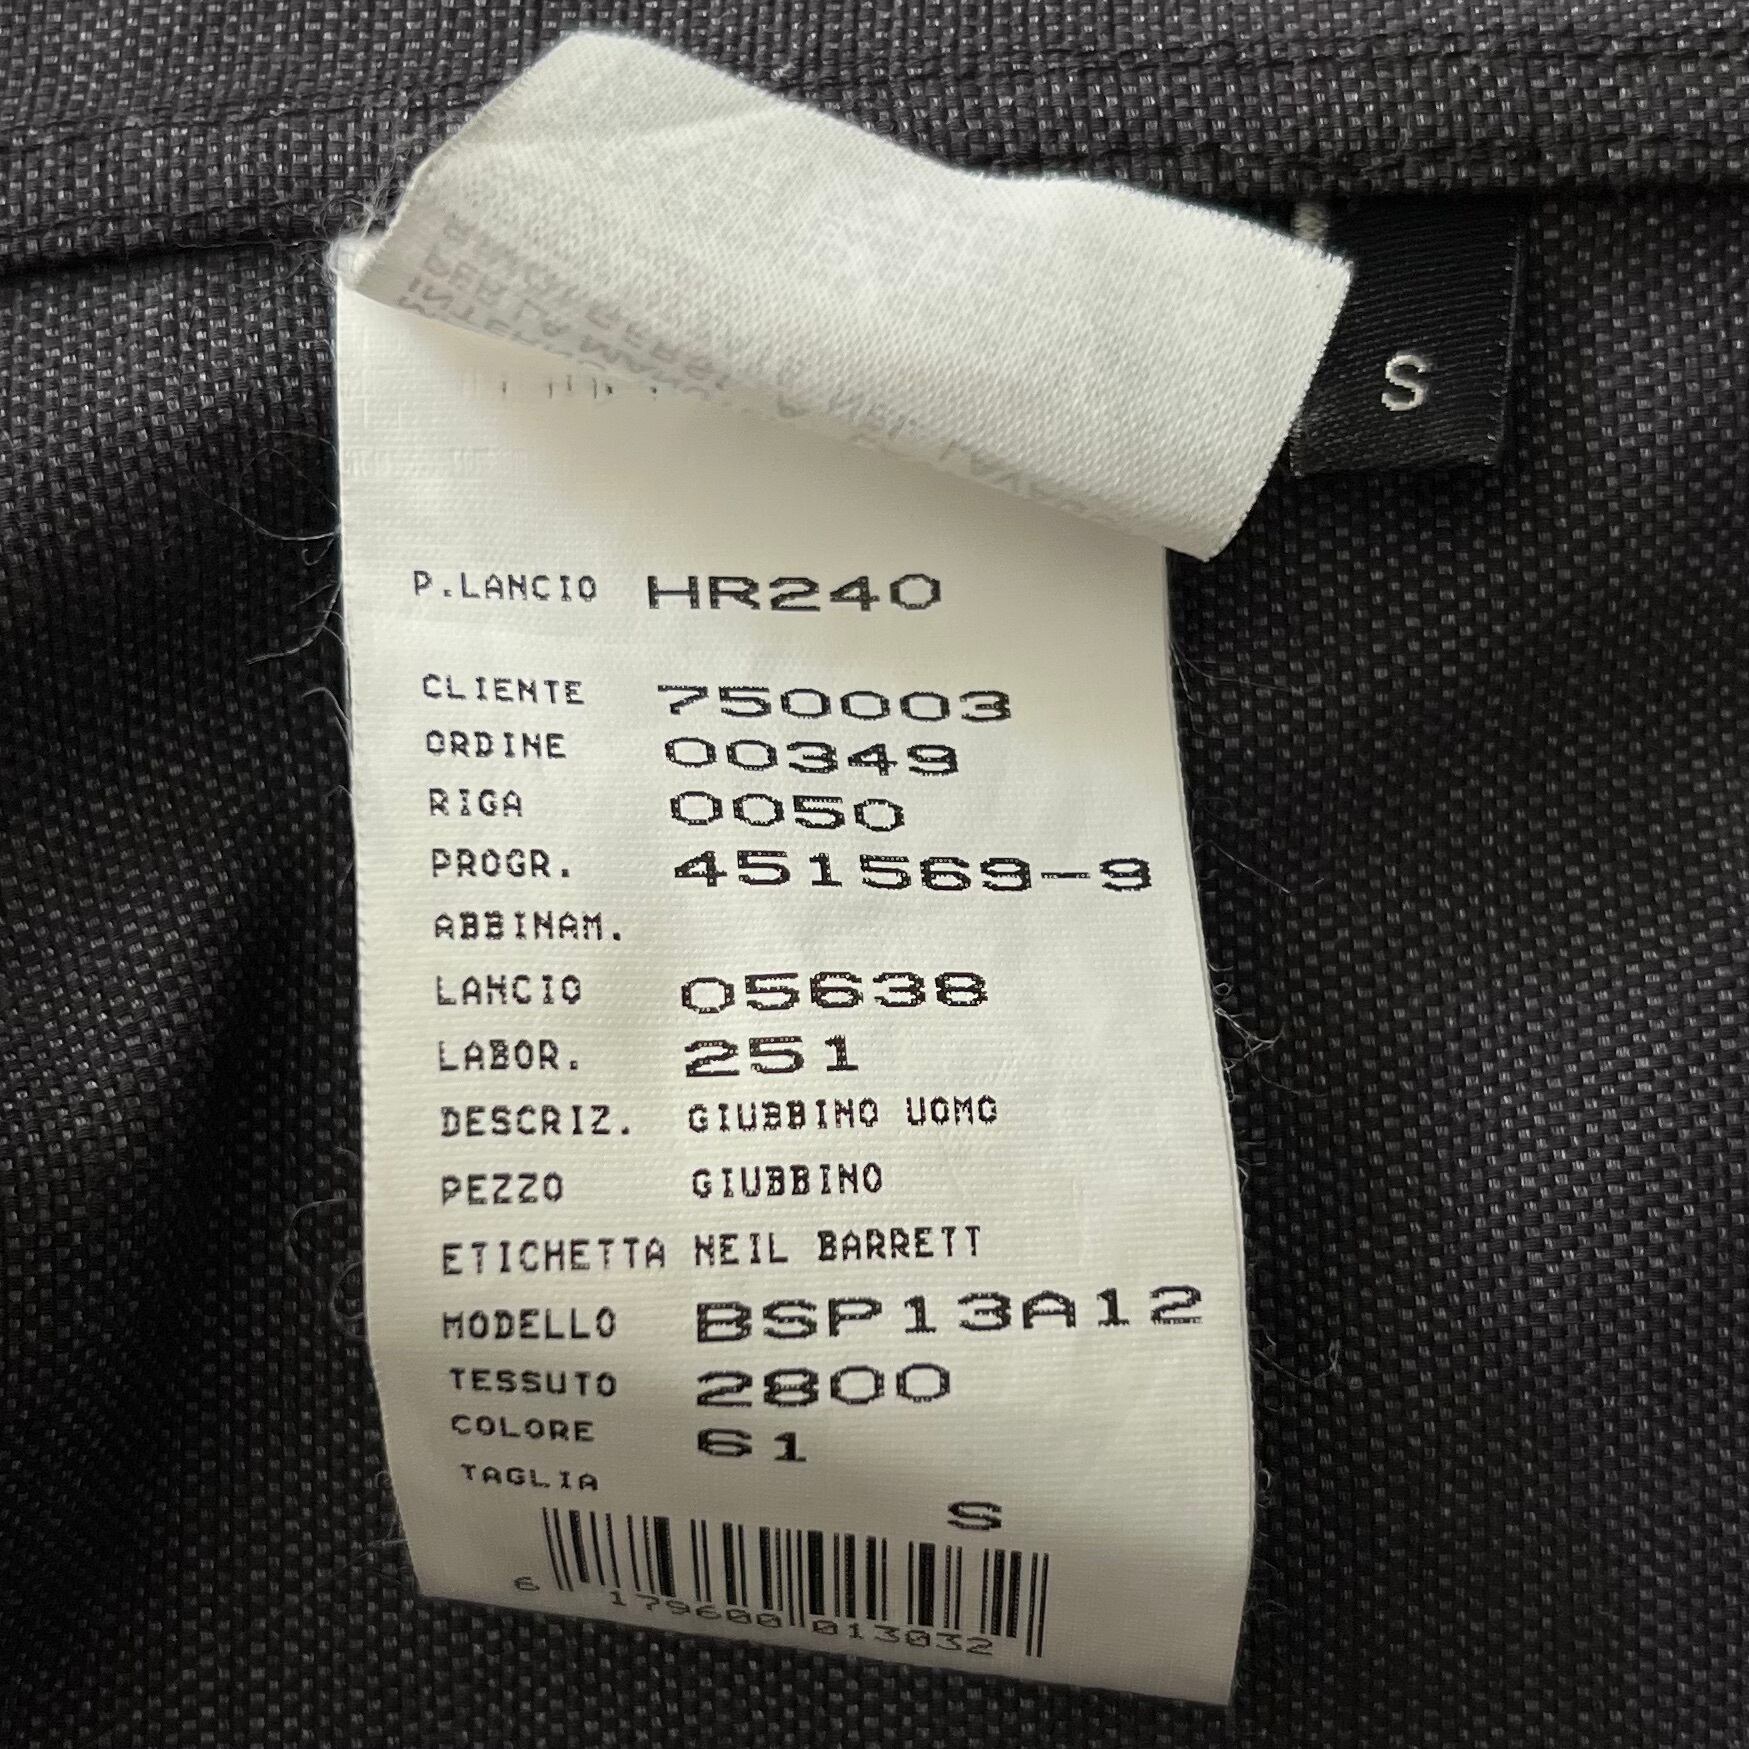 S
P.LANCIO HR240
CLIENTE 750003
ORDINE 00349
RIGA 0050
PROGR. 451569-9
ABBINAM.
LANCIO 05638
LABOR. 251
DESCRIZ. GIUBBINO UOMO
PEZZO GIUBBINO
ETICHETTA NEIL BARRETT
MODELLO BSP13A12
TESSUTO 2800
COLORE 61
TAGLIA S
6 179600 013032